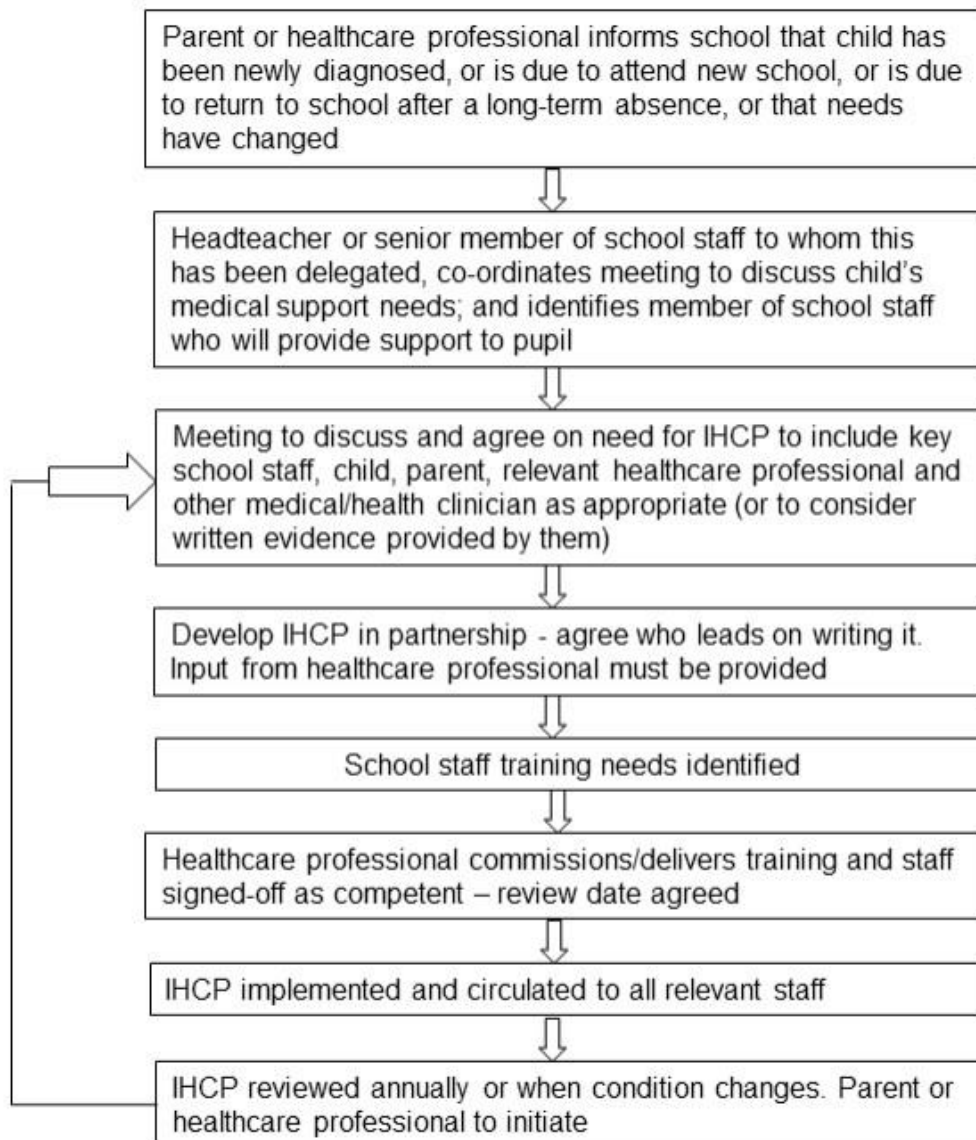 Parent or healthcare professional informs school that child has
been newly diagnosed, or is due to attend new school, or is due
to return to school after a long-term absence, or that needs
have changed
Headteacher or senior member of school staff to whom this
has been delegated, co-ordinates meeting to discuss child's
medical support needs; and identifies member of school staff
who will provide support to pupil
Meeting to discuss and agree on need for IHCP to include key
school staff, child, parent, relevant healthcare professional and
other medical/health clinician as appropriate (or to consider
written evidence provided by them)
Develop IHCP in partnership - agree who leads on writing it.
Input from healthcare professional must be provided
School staff training needs identified
Healthcare professional commissions/delivers training and staff
signed-off as competent – review date agreed
IHCP implemented and circulated to all relevant staff
IHCP reviewed annually or when condition changes. Parent or
healthcare professional to initiate